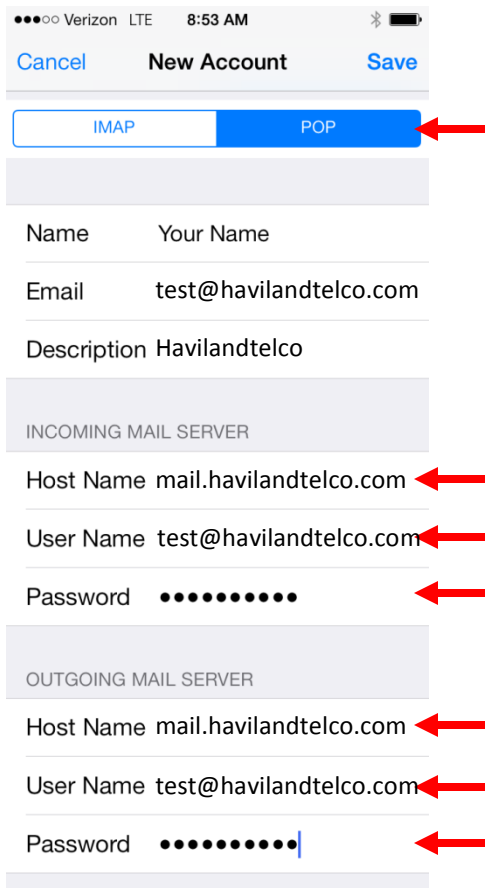 ●●●○○ Verizon LTE 8:53 AM
Cancel New Account Save
IMAP POP
Name Your Name
Email test@havilandtelco.com
Description Havilandtelco
INCOMING MAIL SERVER
Host Name mail.havilandtelco.com
User Name test@havilandtelco.com
Password ●●●●●●●●●●
OUTGOING MAIL SERVER
Host Name mail.havilandtelco.com
User Name test@havilandtelco.com
Password ●●●●●●●●●●